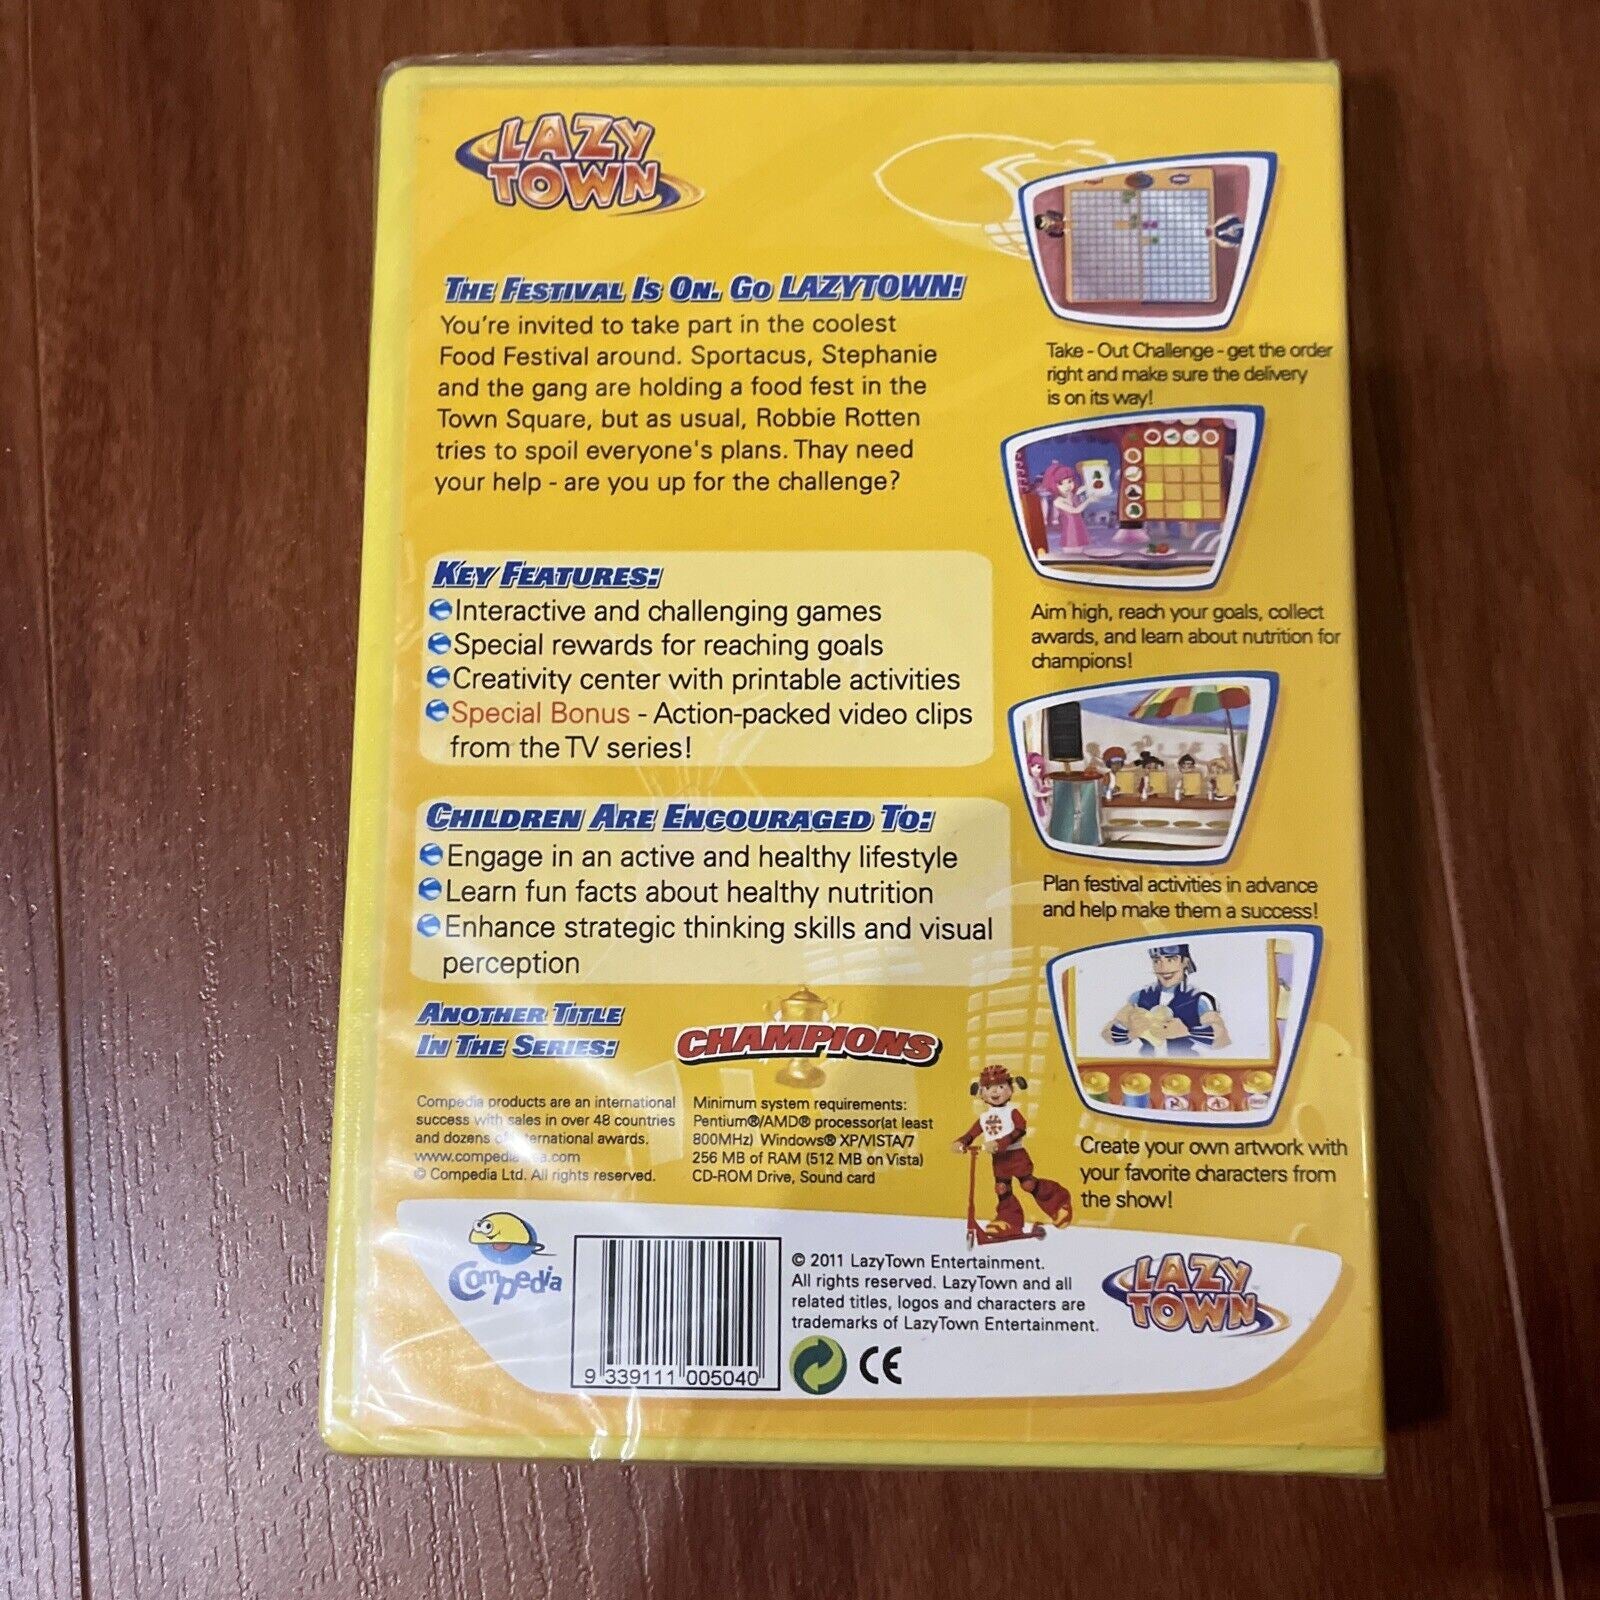 LAZY
TOWN
THE FESTIVAL IS ON. GO LAZYTOWN!
You're invited to take part in the coolest
Food Festival around. Sportacus, Stephanie
and the gang are holding a food fest in the
Town Square, but as usual, Robbie Rotten
tries to spoil everyone's plans. Thay need
your help - are you up for the challenge?
KEY FEATURES:
Interactive and challenging games
Special rewards for reaching goals
Creativity center with printable activities
Special Bonus - Action-packed video clips
from the TV series!
CHILDREN ARE ENCOURAGED TO:
Engage in an active and healthy lifestyle
Learn fun facts about healthy nutrition
Enhance strategic thinking skills and visual
perception
ANOTHER TITLE
IN THE SERIES:
CHAMPIONS
Take - Out Challenge - get the order
right and make sure the delivery
is on its way!
Aim high, reach your goals, collect
awards, and learn about nutrition for
champions!
Plan festival activities in advance
and help make them a success!
Create your own artwork with
your favorite characters from
the show!
Compedia products are an international
success with sales in over 48 countries
and dozens of international awards.
www.compedia
© Compedia Ltd. All rights reserved.
Minimum system requirements:
Pentium®/AMD® processor(at least
800MHz) Windows® XP/VISTA/7
256 MB of RAM (512 MB on Vista)
CD-ROM Drive, Sound card
Compedia
9 339111 005040
© 2011 LazyTown Entertainment.
All rights reserved. LazyTown and all
related titles, logos and characters are
trademarks of LazyTown Entertainment.
CE
LAZY
TOWN